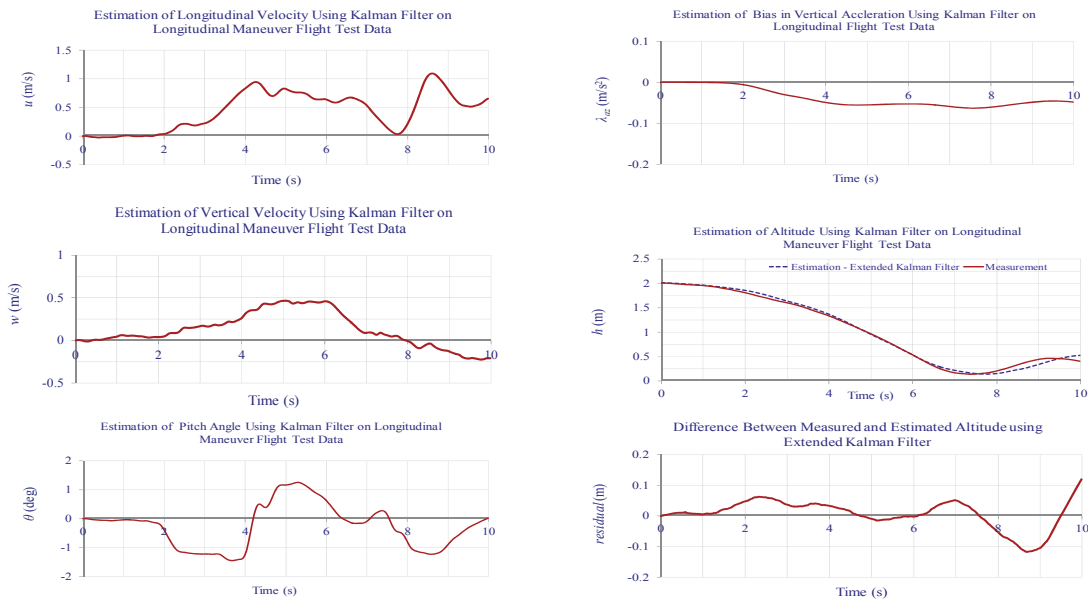 Estimation of Longitudinal Velocity Using Kalman Filter on
Longitudinal Maneuver Flight Test Data
1.5
1
0.5
0
-0.5
u (m/s)
0
2
4
6
8
10
Time (s)
Estimation of Bias in Vertical Accleration Using Kalman Filter on
Longitudinal Flight Test Data
0.1
0
-0.1
-0.2
λaz (m/s²)
0
2
4
6
8
10
Time (s)
Estimation of Vertical Velocity Using Kalman Filter on
Longitudinal Maneuver Flight Test Data
1
0.5
0
-0.5
w (m/s)
0
2
4
6
8
10
Time (s)
Estimation of Altitude Using Kalman Filter on Longitudinal
Maneuver Flight Test Data
Estimation - Extended Kalman Filter
Measurement
2.5
2
1.5
1
0.5
0
h (m)
0
2
4
6
8
10
Time (s)
Estimation of Pitch Angle Using Kalman Filter on Longitudinal
Maneuver Flight Test Data
2
1
0
-1
-2
θ (deg)
0
2
4
6
8
10
Time (s)
Difference Between Measured and Estimated Altitude using
Extended Kalman Filter
0.2
0.1
0
-0.1
-0.2
residual(m)
0
2
4
6
8
10
Time (s)